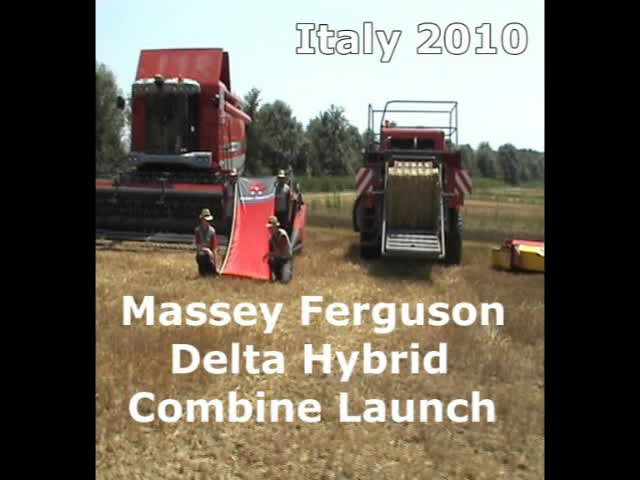 Italy 2010
Massey Ferguson
Delta Hybrid
Combine Launch